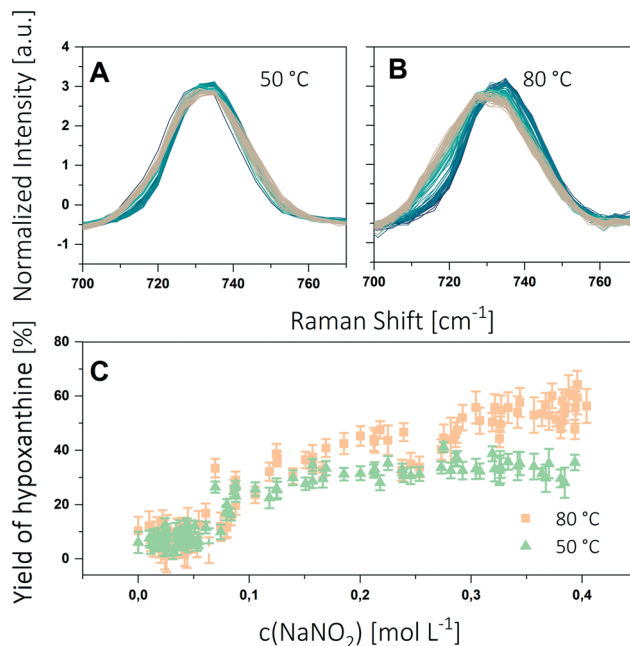 Normalized Intensity [a.u.]
4
3
2
1
0
-1
A
50 °C
700
720
740
760
B
80 °C
700
720
740
760
Raman Shift [cm-1]
Yield of hypoxanthine [%]
80
60
40
20
0
C
80 °C
50 °C
0,0
0,1
0,2
0,3
0,4
c(NaNO2) [mol L-1]